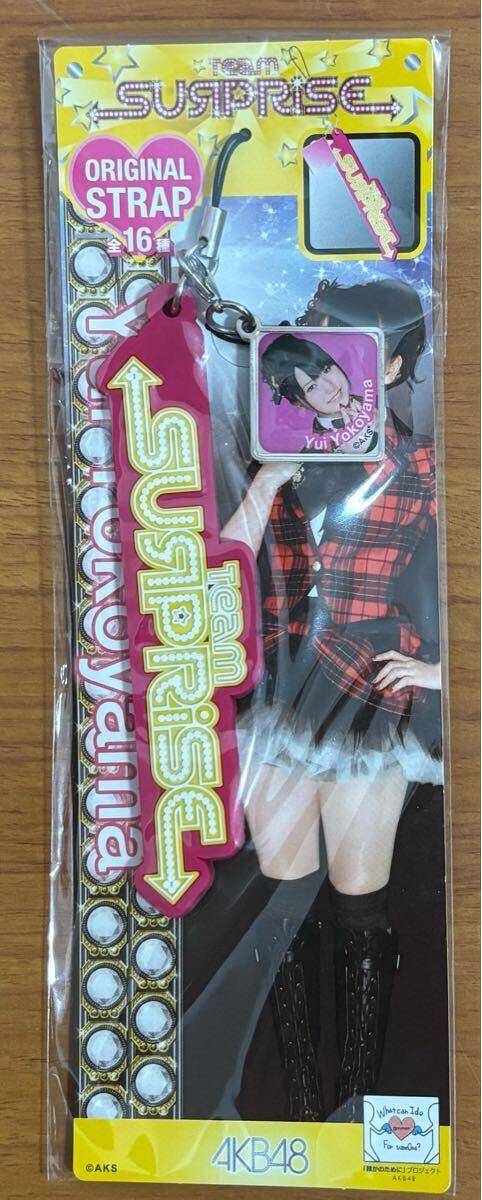 Team
SURPRISE
ORIGINAL
STRAP
全16種
Team
SURPRISE
Yui Yokoyama
©AKS
Yui Yokoyama
Team
SURPRISE
What can I do
For someone?
「誰かのために」プロジェクト
AKB48
©AKS
AKB48